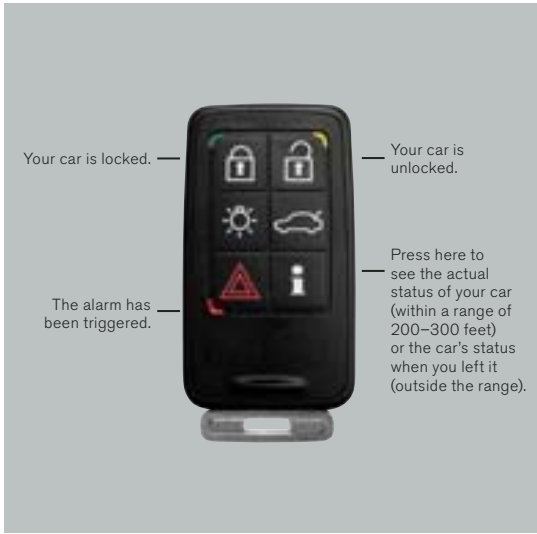 Your car is locked.
Your car is
unlocked.
The alarm has
been triggered.
Press here to
see the actual
status of your car
(within a range of
200–300 feet)
or the car's status
when you left it
(outside the range).